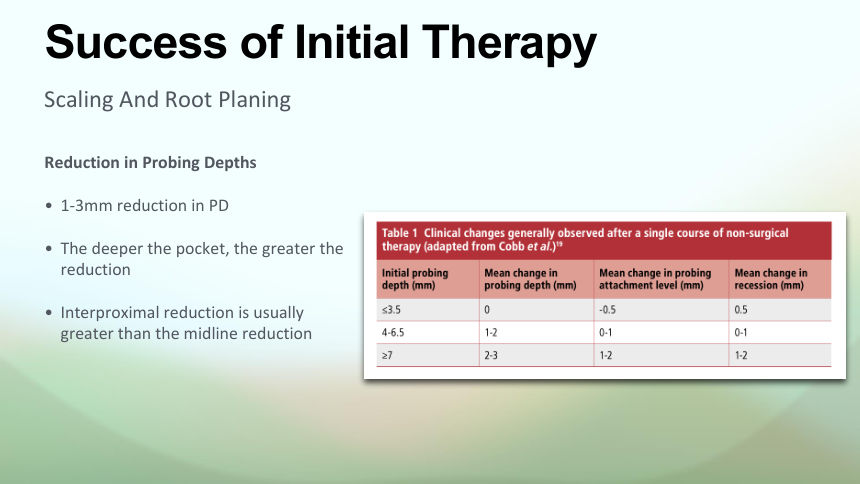 Success of Initial Therapy
Scaling And Root Planing
Reduction in Probing Depths
• 1-3mm reduction in PD
• The deeper the pocket, the greater the
reduction
• Interproximal reduction is usually
greater than the midline reduction
Table 1 Clinical changes generally observed after a single course of non-surgical
therapy (adapted from Cobb et al.)¹⁹
Initial probing depth (mm) Mean change in probing depth (mm) Mean change in probing attachment level (mm) Mean change in recession (mm)
≤3.5 0 -0.5 0.5
4-6.5 1-2 0-1 0-1
≥7 2-3 1-2 1-2